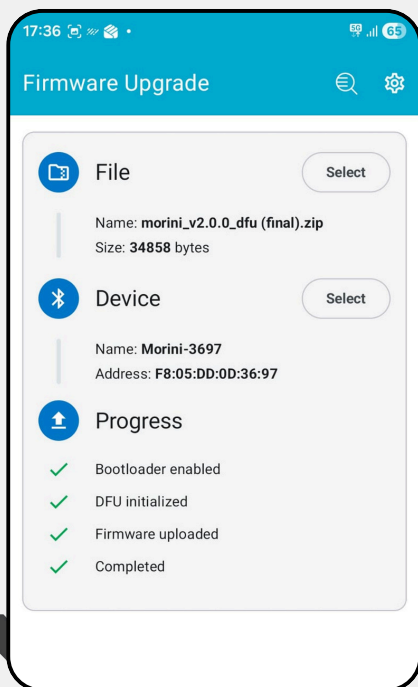 17:36
5G 65
Firmware Upgrade
File
Select
Name: morini_v2.0.0_dfu (final).zip
Size: 34858 bytes
Device
Select
Name: Morini-3697
Address: F8:05:DD:0D:36:97
Progress
Bootloader enabled
DFU initialized
Firmware uploaded
Completed